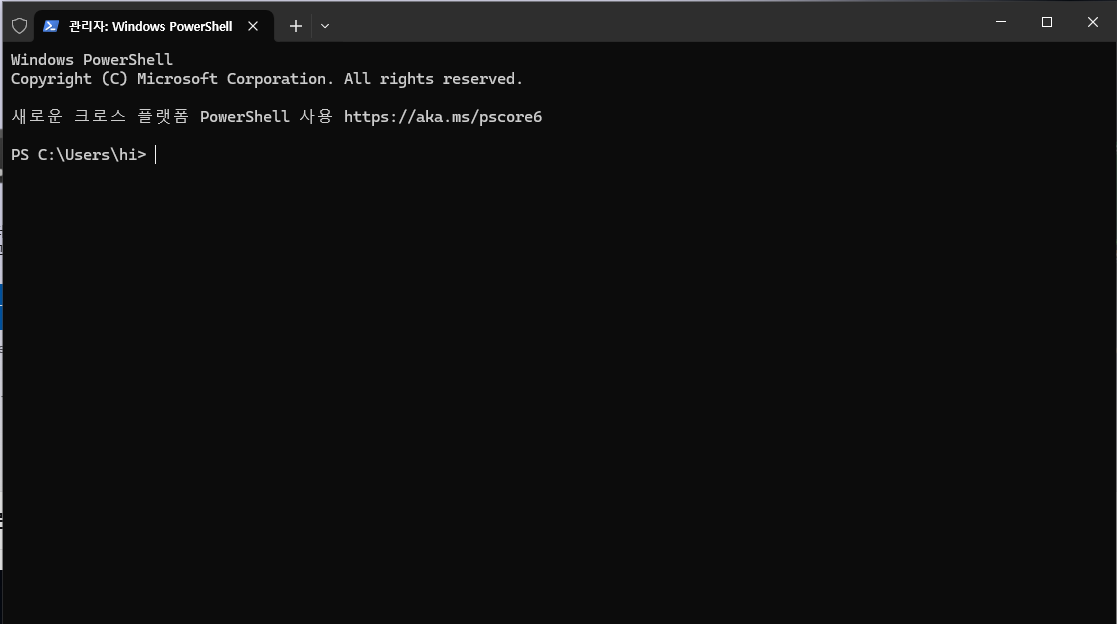 관리자: Windows PowerShell
Windows PowerShell
Copyright (C) Microsoft Corporation. All rights reserved.
새로운 크로스 플랫폼 PowerShell 사용 https://aka.ms/pscore6
PS C:\Users\hi>